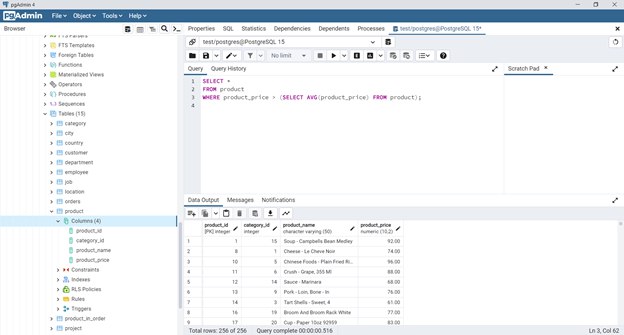 pgAdmin 4
pgAdmin File Object Tools Help
Browser
Properties SQL Statistics Dependencies Dependents Processes test/postgres@PostgreSQL 15*
FTS Parsers
FTS Templates
Foreign Tables
Functions
Materialized Views
Operators
Procedures
Sequences
Tables (15)
category
city
country
customer
department
employee
job
location
orders
product
Columns (4)
product_id
category_id
product_name
product_price
Constraints
Indexes
RLS Policies
Rules
Triggers
product_in_order
project
test/postgres@PostgreSQL 15
No limit
Query Query History
Scratch Pad
1 SELECT *
2 FROM product
3 WHERE product_price > (SELECT AVG(product_price) FROM product);
4
Data Output Messages Notifications
product_id [PK] integer
category_id integer
product_name character varying (50)
product_price numeric (10,2)
1 1 15 Soup - Campbells Bean Medley 92.00
2 8 1 Cheese - Le Cheve Noir 74.00
3 10 5 Chinese Foods - Plain Fried Ri... 96.00
4 11 6 Crush - Grape, 355 Ml 88.00
5 12 14 Sauce - Marinara 68.00
6 13 9 Pork - Loin, Bone - In 76.00
7 14 3 Tart Shells - Sweet, 4 61.00
8 16 19 Broom And Broom Rack White 77.00
9 17 20 Cup - Paper 10oz 92959 83.00
Total rows: 256 of 256 Query complete 00:00:00.516 Ln 3, Col 62